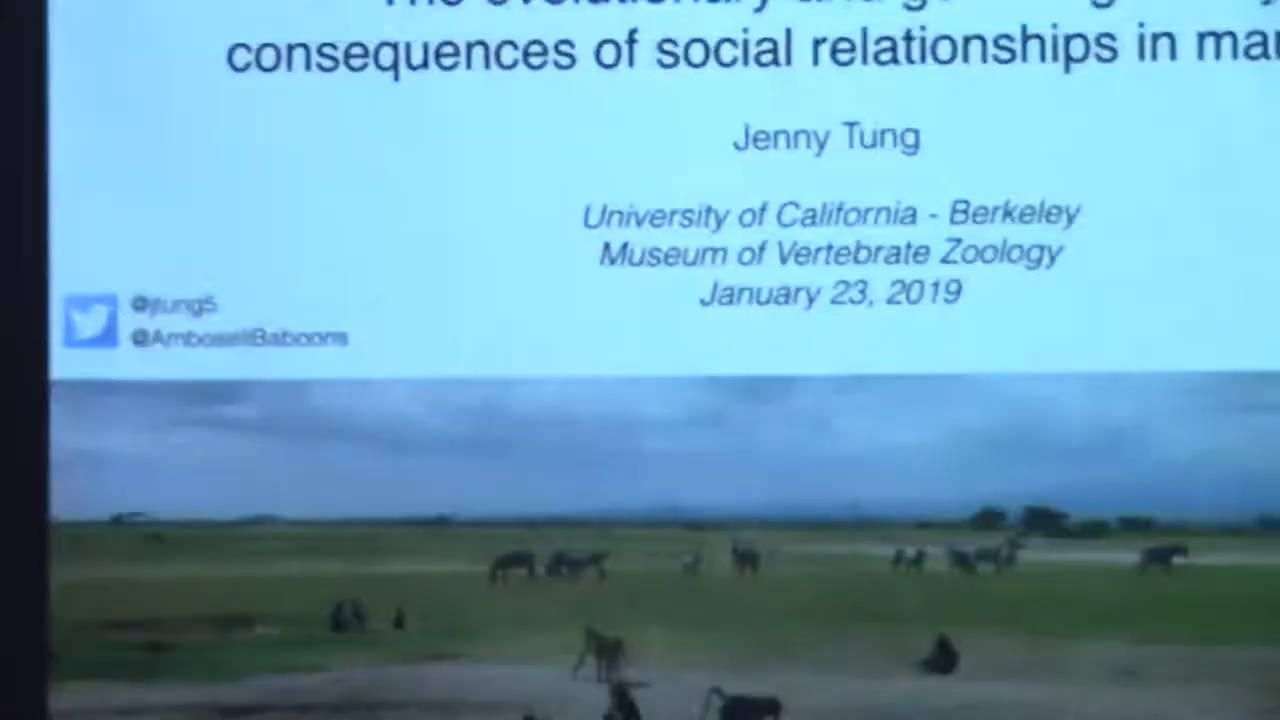 consequences of social relationships in
Jenny Tung
University of California - Berkeley
Museum of Vertebrate Zoology
January 23, 2019
@jtung5
@AmboseliBaboons